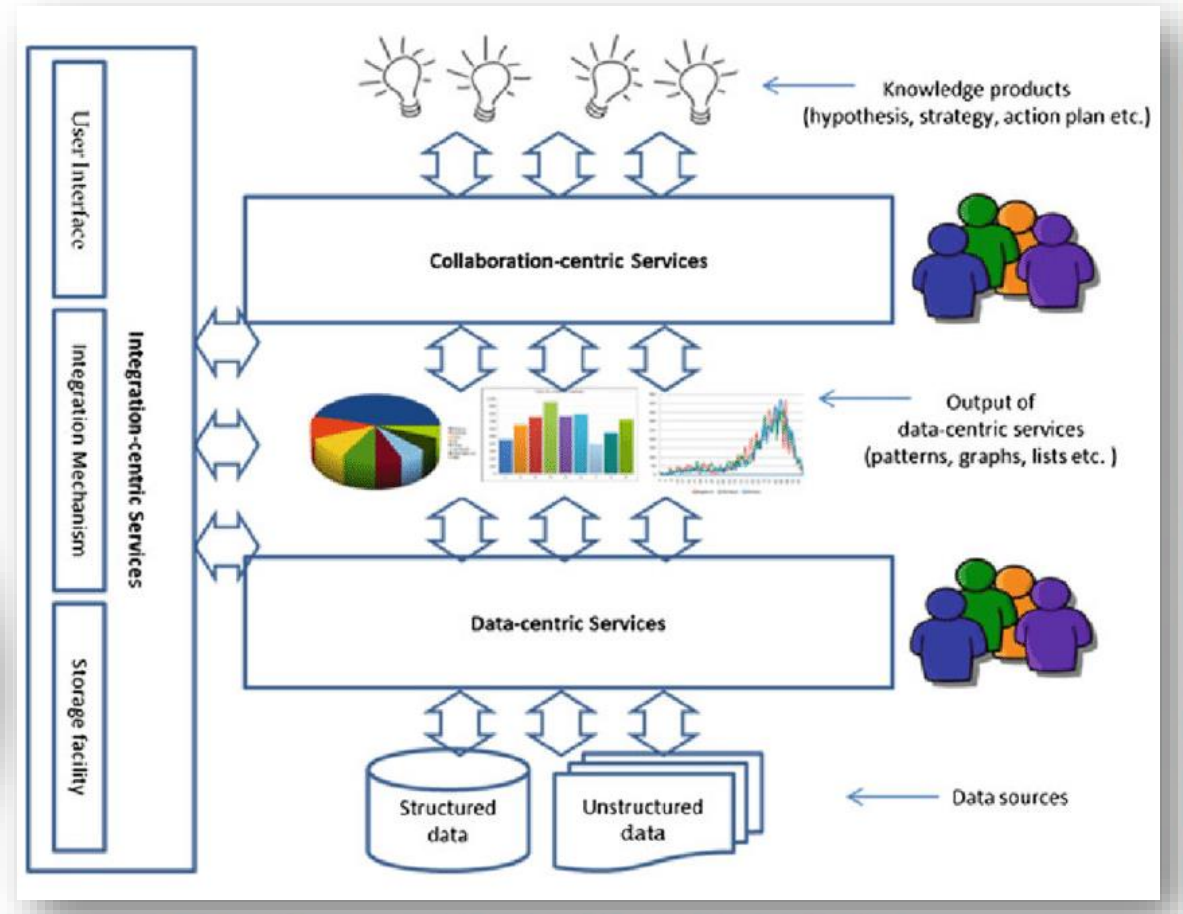 Knowledge products
(hypothesis, strategy, action plan etc.)
User Interface
Integration Mechanism
Storage facility
Integration-centric Services
Collaboration-centric Services
Output of
data-centric services
(patterns, graphs, lists etc. )
Data-centric Services
Structured
data
Unstructured
data
Data sources